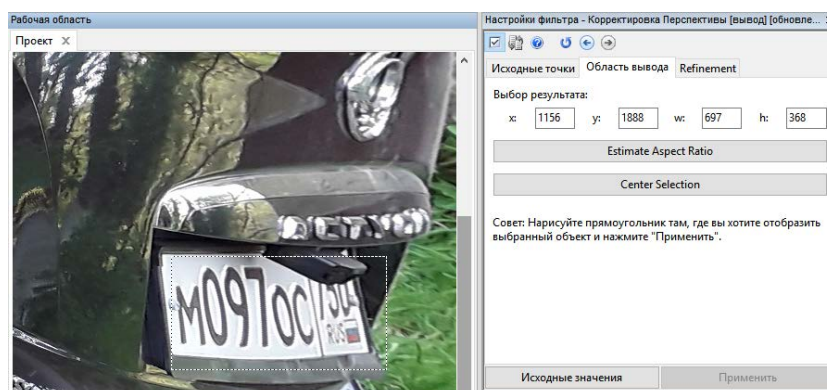 Рабочая область
Проект X
М097ОС 750
RUS
Настройки фильтра - Корректировка Перспективы [вывод] [обновле...
Исходные точки Область вывода Refinement
Выбор результата:
x: 1156 y: 1888 w: 697 h: 368
Estimate Aspect Ratio
Center Selection
Совет: Нарисуйте прямоугольник там, где вы хотите отобразить
выбранный объект и нажмите "Применить".
Исходные значения Применить